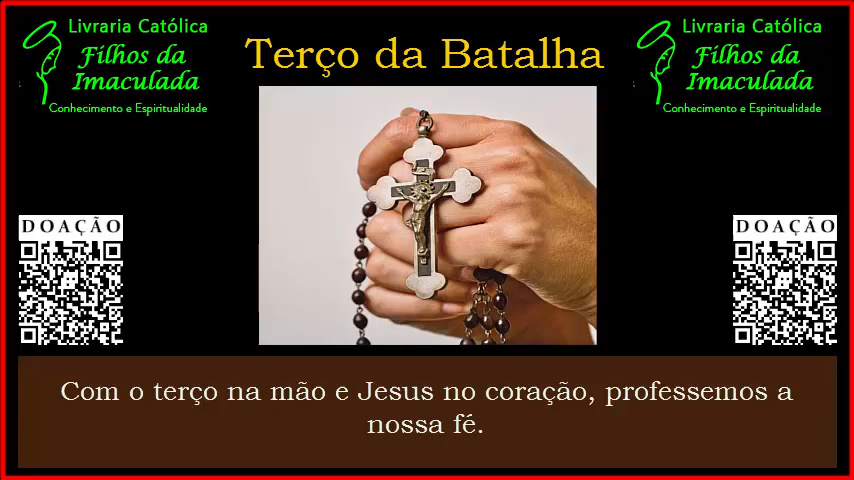 Livraria Católica
Filhos da
Imaculada
Conhecimento e Espiritualidade
Terço da Batalha
Livraria Católica
Filhos da
Imaculada
Conhecimento e Espiritualidade
DOAÇÃO
DOAÇÃO
Com o terço na mão e Jesus no coração, professemos a
nossa fé.